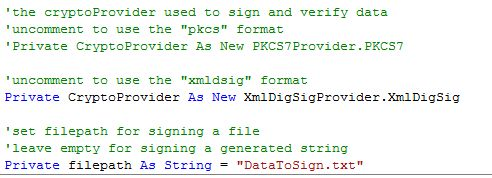 'the cryptoProvider used to sign and verify data
'uncomment to use the "pkcs" format
'Private CryptoProvider As New PKCS7Provider.PKCS7
'uncomment to use the "xmldsig" format
Private CryptoProvider As New XmlDigSigProvider.XmlDigSig
'set filepath for signing a file
'leave empty for signing a generated string
Private filepath As String = "DataToSign.txt"